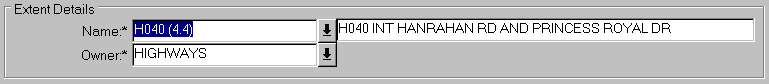 Extent Details
Name:* H040 (4.4) H040 INT HANRAHAN RD AND PRINCESS ROYAL DR
Owner:* HIGHWAYS